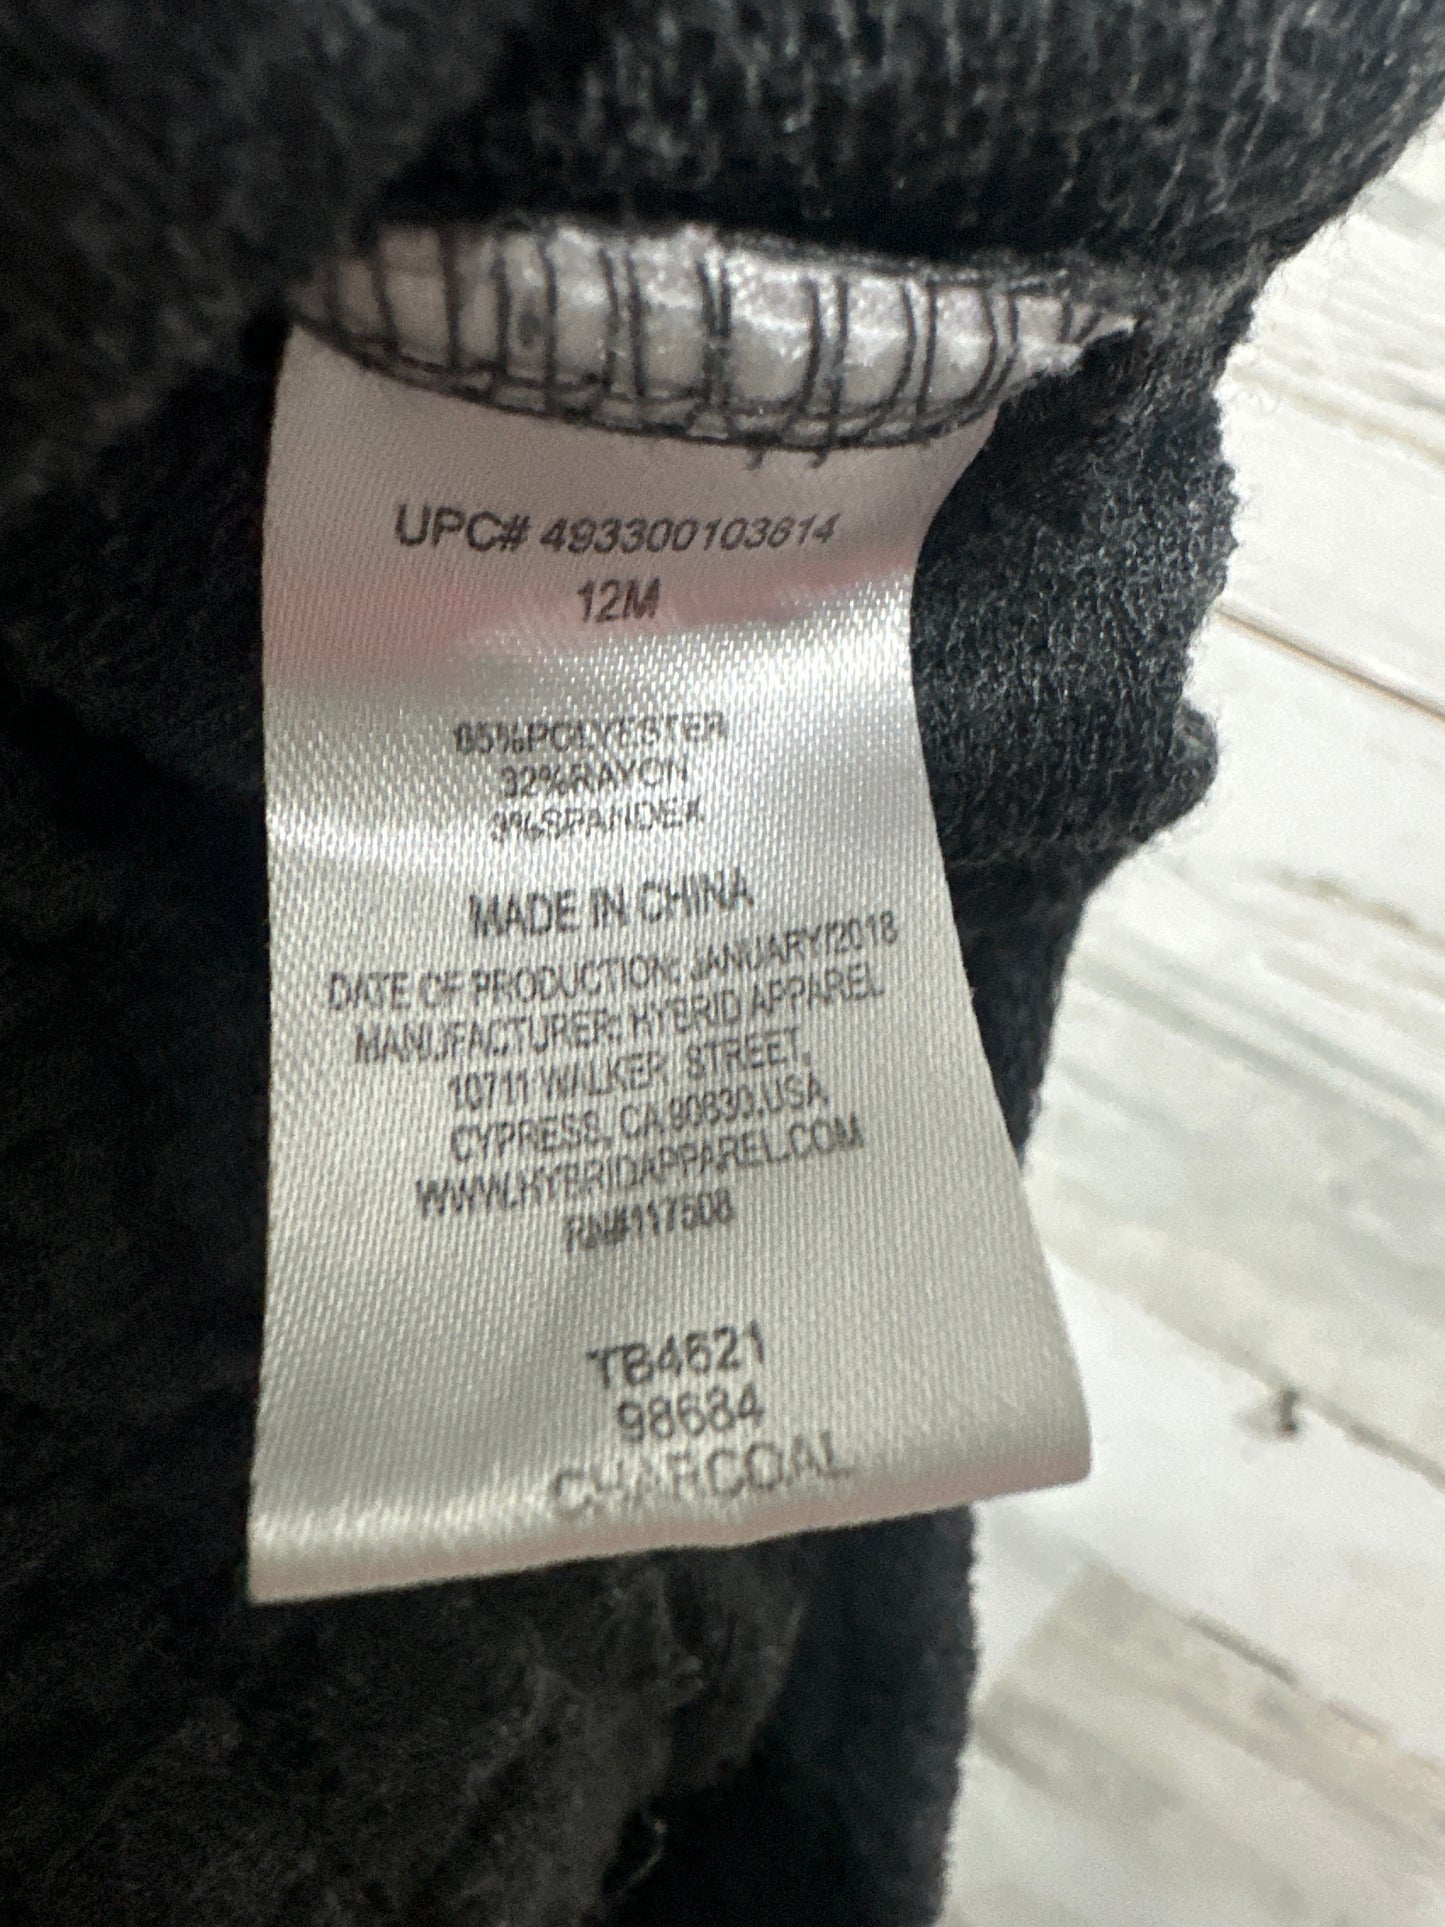 UPC# 493300103614
12M
65%POLYESTER
32%RAYON
3%SPANDEX
MADE IN CHINA
DATE OF PRODUCTION: JANUARY/2018
MANUFACTURER: HYBRID APPAREL
10711 WALKER STREET,
CYPRESS, CA 90630.USA
WWW.HYBRIDAPPAREL.COM
RN#117508
TB4621
98684
CHARCOAL